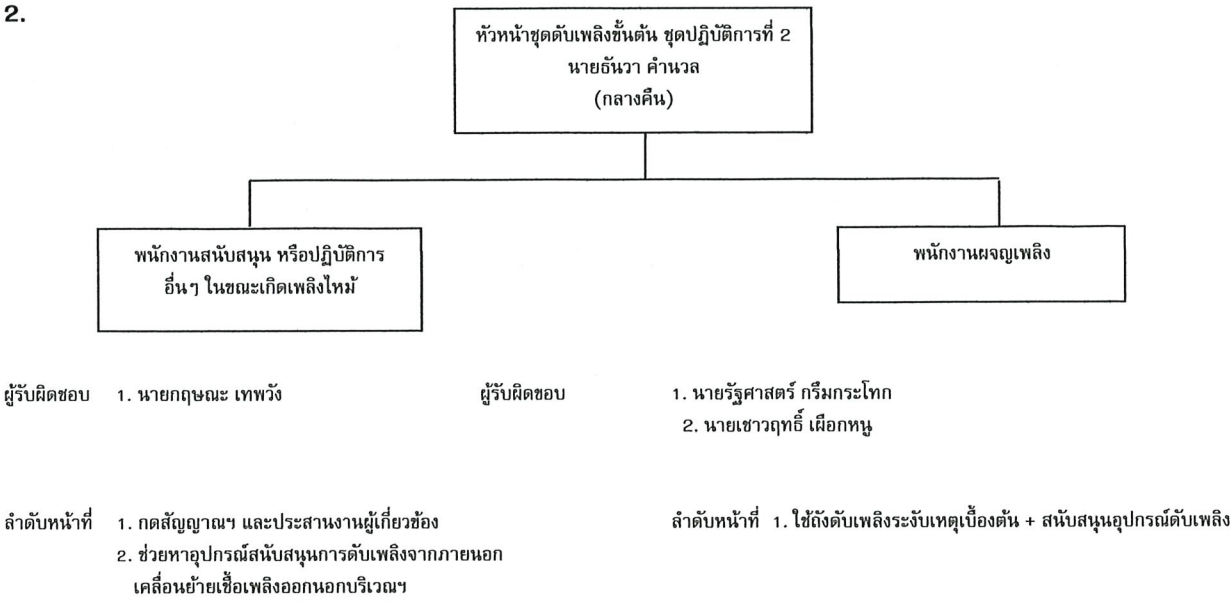 2.
หัวหน้าชุดดับเพลิงขั้นต้น ชุดปฏิบัติการที่ 2
นายธันวา คำนวล
(กลางคืน)
พนักงานสนับสนุน หรือปฏิบัติการ
อื่นๆ ในขณะเกิดเพลิงไหม้
พนักงานผจญเพลิง
ผู้รับผิดชอบ 1. นายกฤษณะ เทพวัง
ผู้รับผิดขอบ 1. นายรัฐศาสตร์ กรึมกระโทก
2. นายเชาวฤทธิ์ เผือกหนู
ลำดับหน้าที่ 1. กดสัญญาณฯ และประสานงานผู้เกี่ยวข้อง
2. ช่วยหาอุปกรณ์สนับสนุนการดับเพลิงจากภายนอก
เคลื่อนย้ายเชื้อเพลิงออกนอกบริเวณฯ
ลำดับหน้าที่ 1. ใช้ถังดับเพลิงระงับเหตุเบื้องต้น + สนับสนุนอุปกรณ์ดับเพลิง